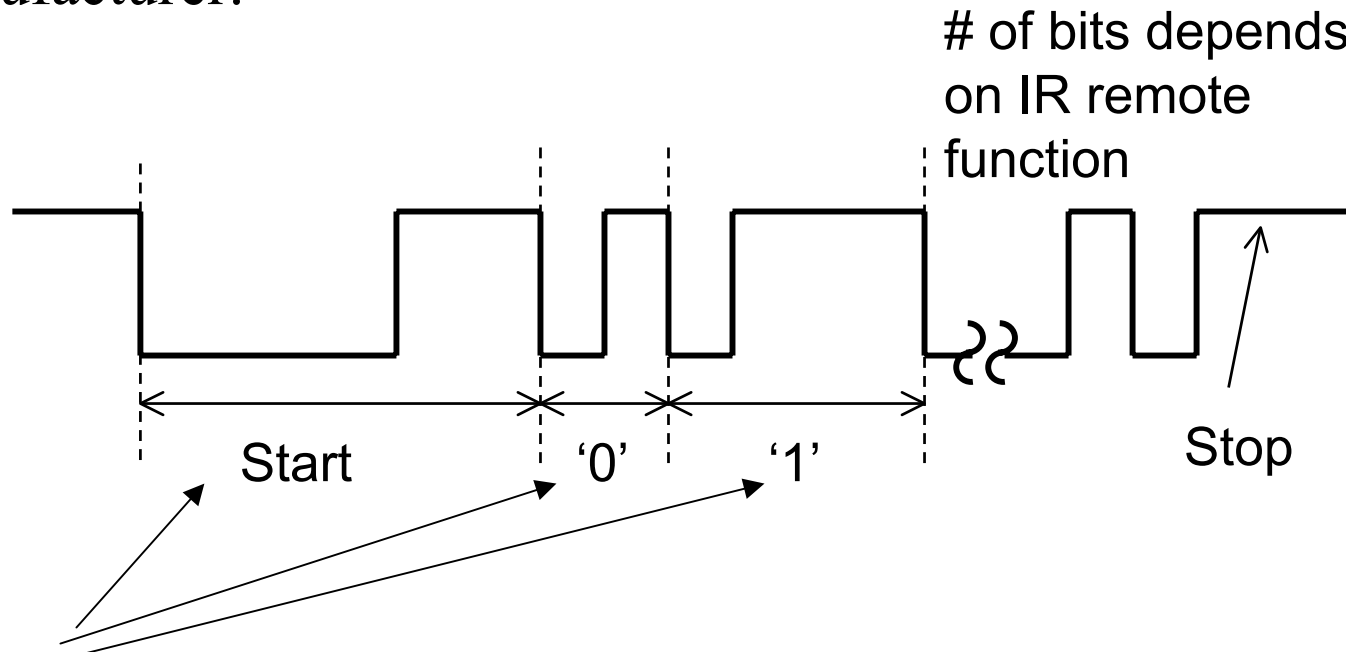 # of bits depends
on IR remote
function
Start
‘0’
‘1’
Stop